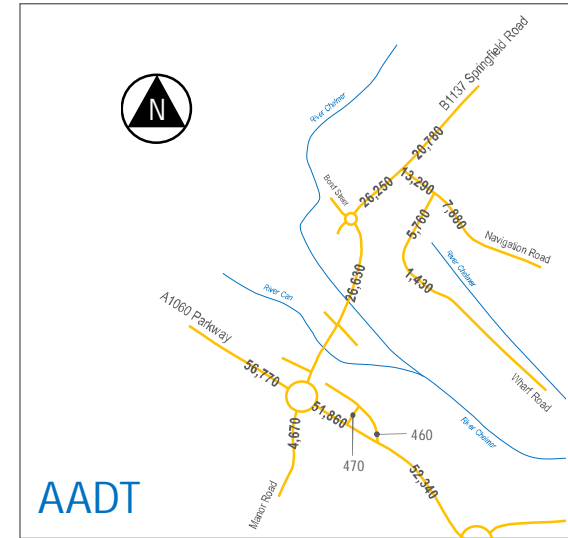 B1137 Springfield Road
River Chelmer
N
20,780
Bond Street
26,250
13,290
7,880
5,760
Navigation Road
River Chelmer
26,630
1,430
River Can
A1060 Parkway
Wharf Road
56,770
51,860
4,670
460
River Chelmer
470
52,340
Manor Road
AADT